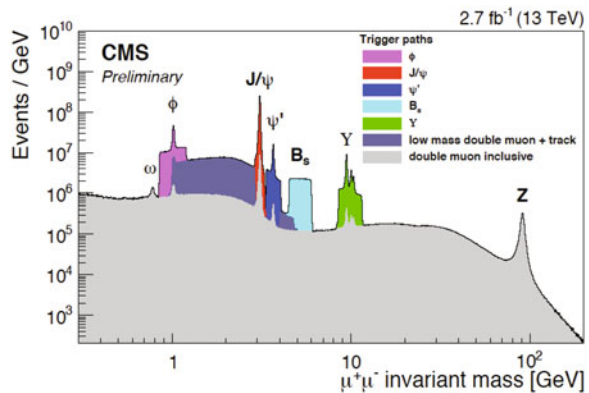 2.7 fb⁻¹ (13 TeV)
Events / GeV
10¹⁰
10⁹
10⁸
10⁷
10⁶
10⁵
10⁴
10³
CMS
Preliminary
Trigger paths
ϕ
J/ψ
ψ'
Bₛ
Υ
low mass double muon + track
double muon inclusive
ω
ϕ
J/ψ
ψ'
Bₛ
Υ
Z
1
10
10²
μ⁺μ⁻ invariant mass [GeV]